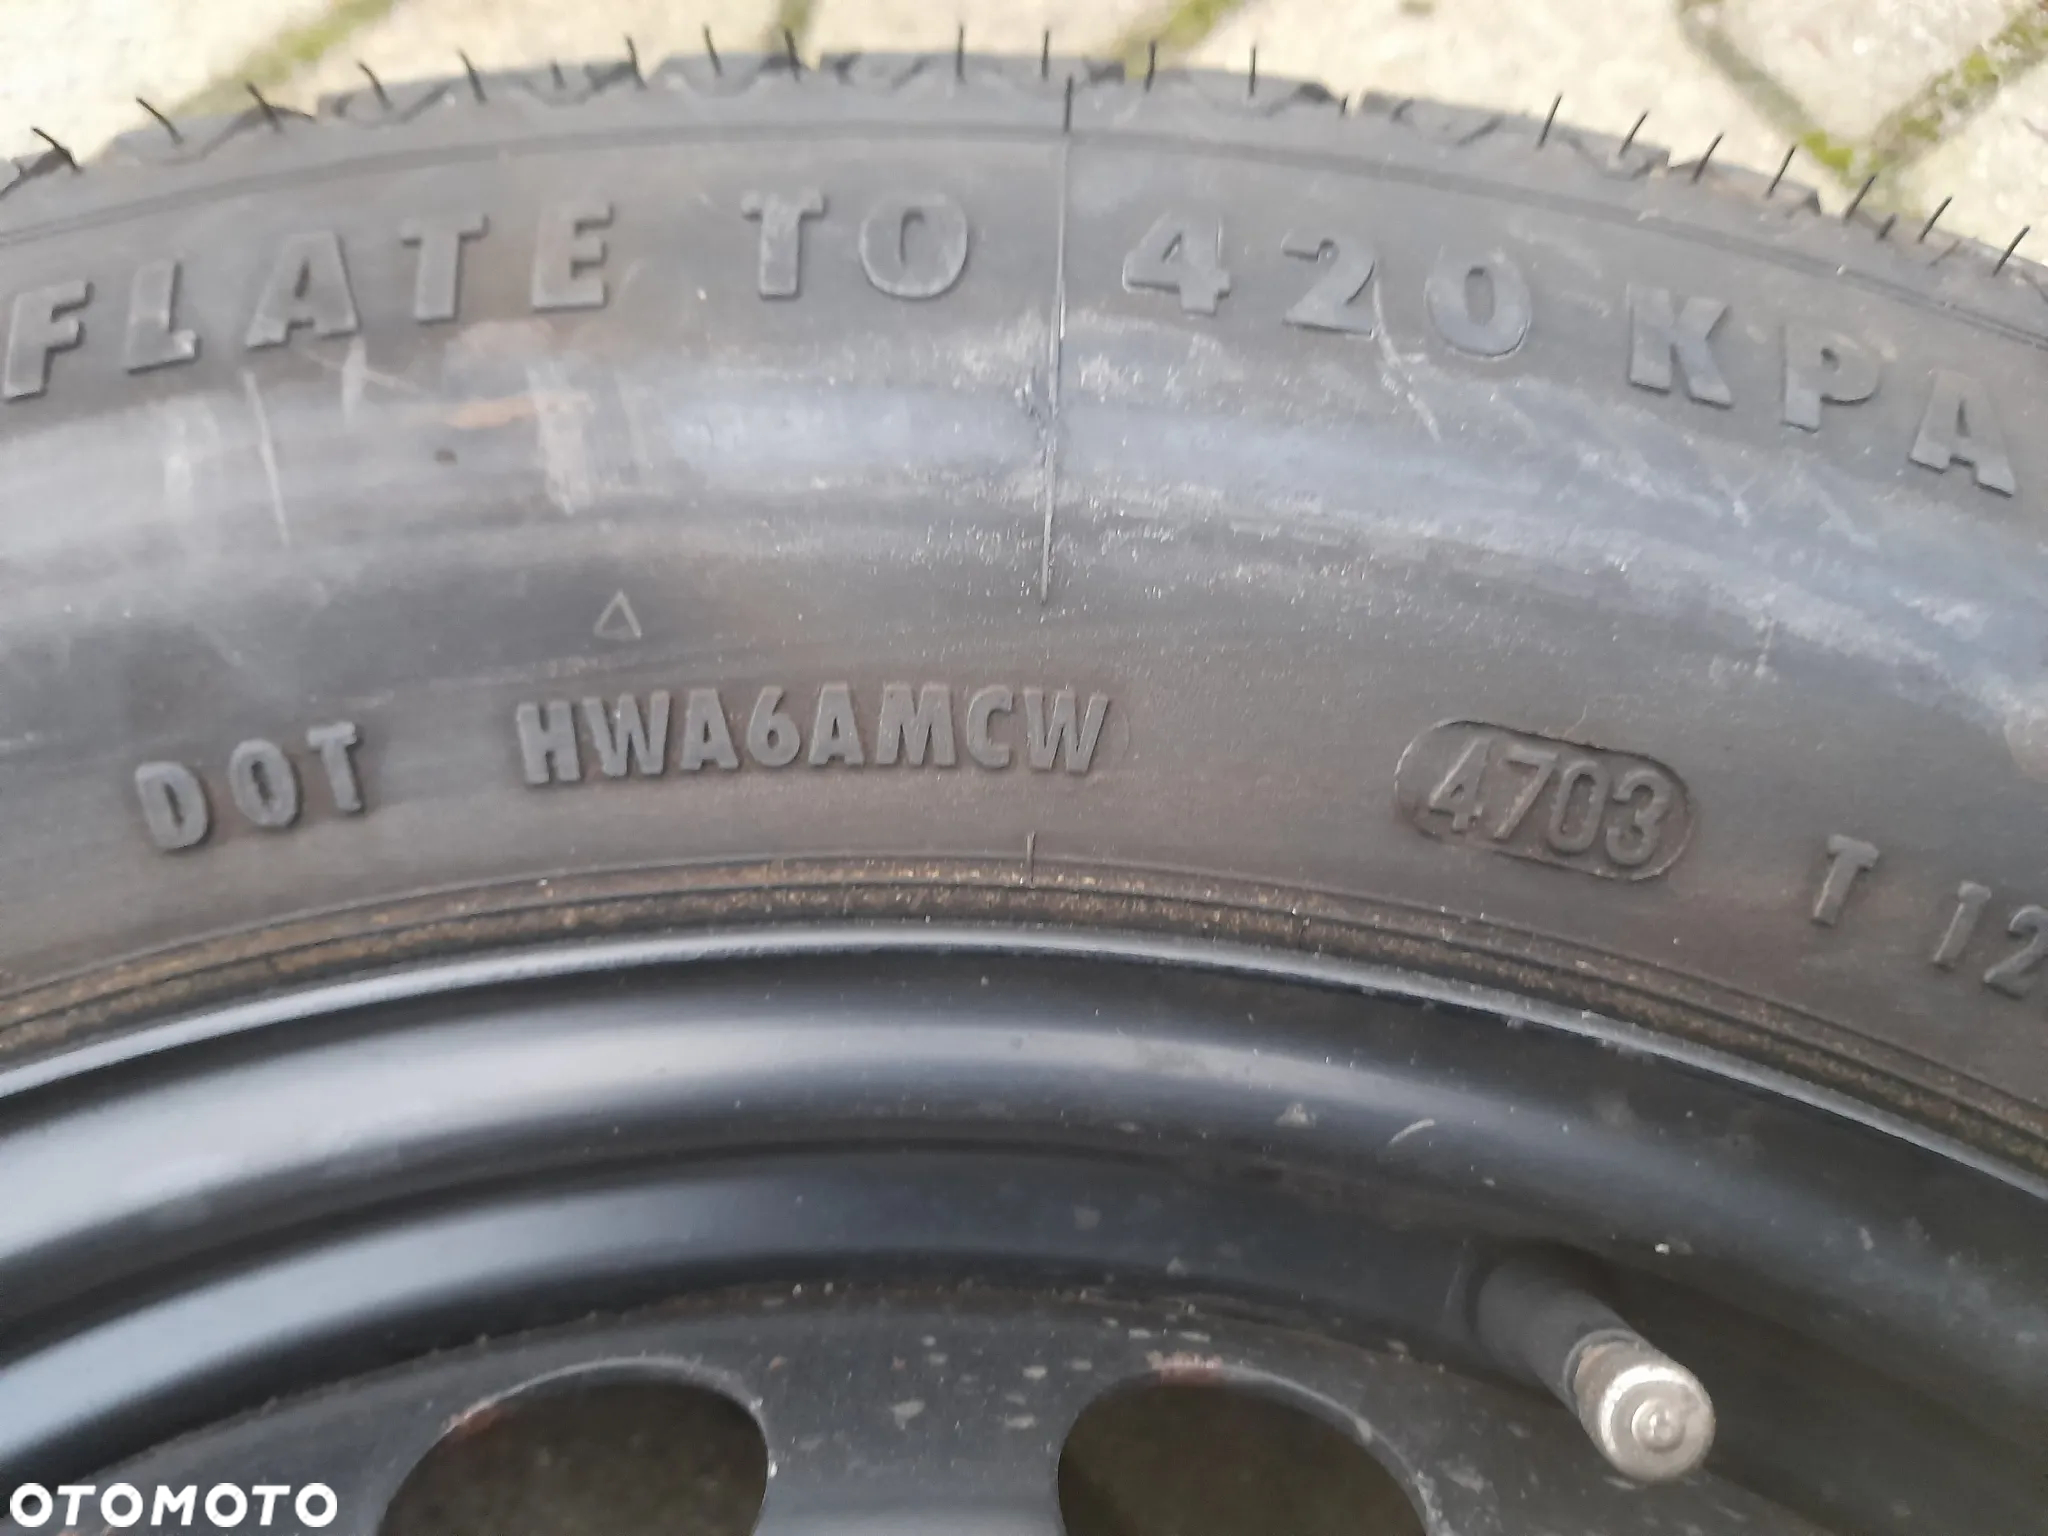 FLATE TO 420 KPA
DOT HWA6AMCW 4703 T 12
OTOMOTO